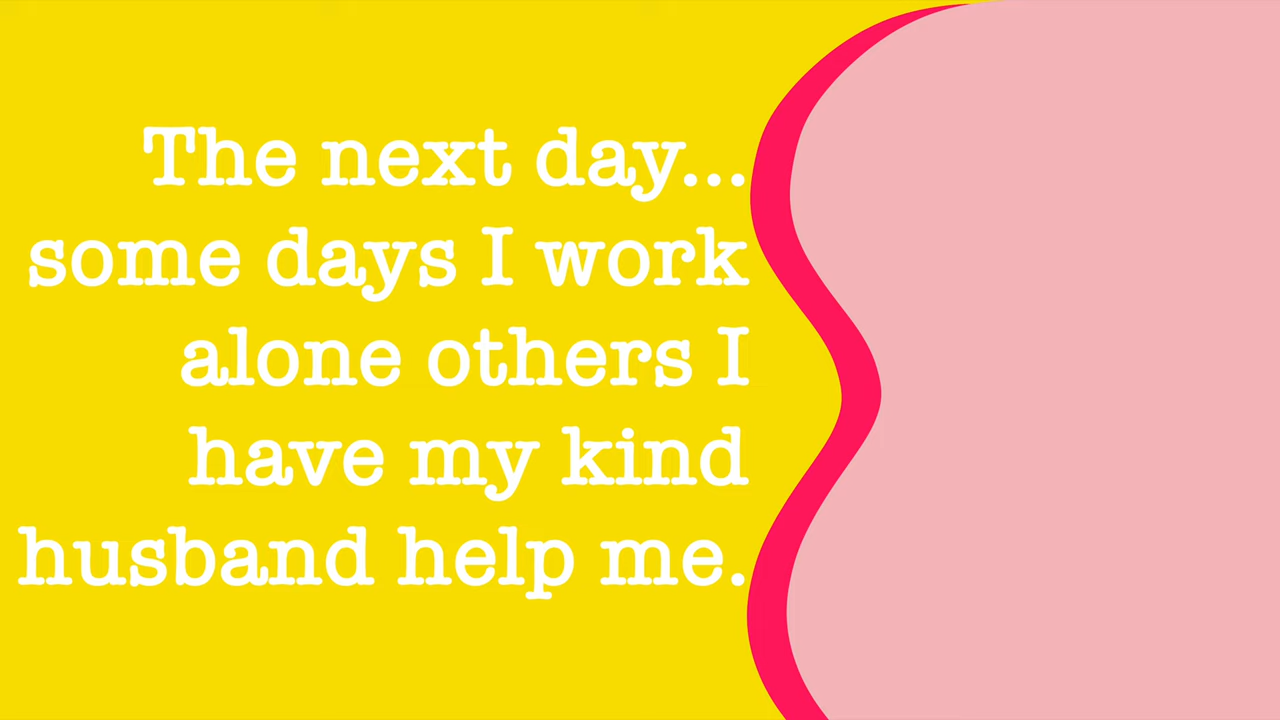 The next day...
some days I work
alone others I
have my kind
husband help me.